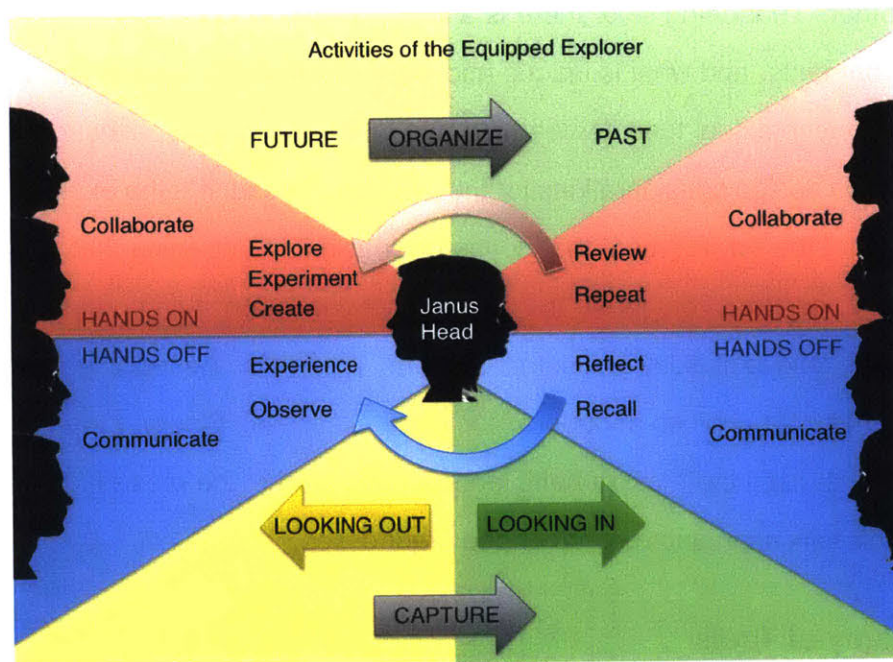 Activities of the Equipped Explorer
FUTURE
ORGANIZE
PAST
Collaborate
Explore
Experiment
Create
Review
Repeat
Collaborate
Janus
Head
HANDS ON
HANDS ON
HANDS OFF
HANDS OFF
Experience
Observe
Reflect
Recall
Communicate
Communicate
LOOKING OUT
LOOKING IN
CAPTURE